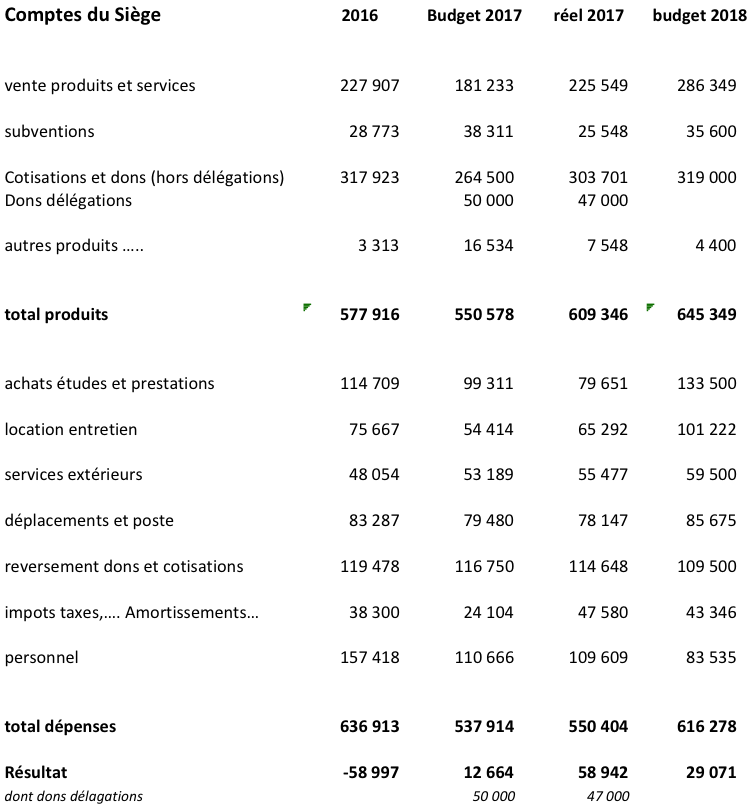 Comptes du Siège 2016 Budget 2017 réel 2017 budget 2018
vente produits et services 227 907 181 233 225 549 286 349
subventions 28 773 38 311 25 548 35 600
Cotisations et dons (hors délégations) 317 923 264 500 303 701 319 000
Dons délégations 50 000 47 000
autres produits ..... 3 313 16 534 7 548 4 400
total produits 577 916 550 578 609 346 645 349
achats études et prestations 114 709 99 311 79 651 133 500
location entretien 75 667 54 414 65 292 101 222
services extérieurs 48 054 53 189 55 477 59 500
déplacements et poste 83 287 79 480 78 147 85 675
reversement dons et cotisations 119 478 116 750 114 648 109 500
impots taxes,.... Amortissements... 38 300 24 104 47 580 43 346
personnel 157 418 110 666 109 609 83 535
total dépenses 636 913 537 914 550 404 616 278
Résultat -58 997 12 664 58 942 29 071
dont dons délagations 50 000 47 000